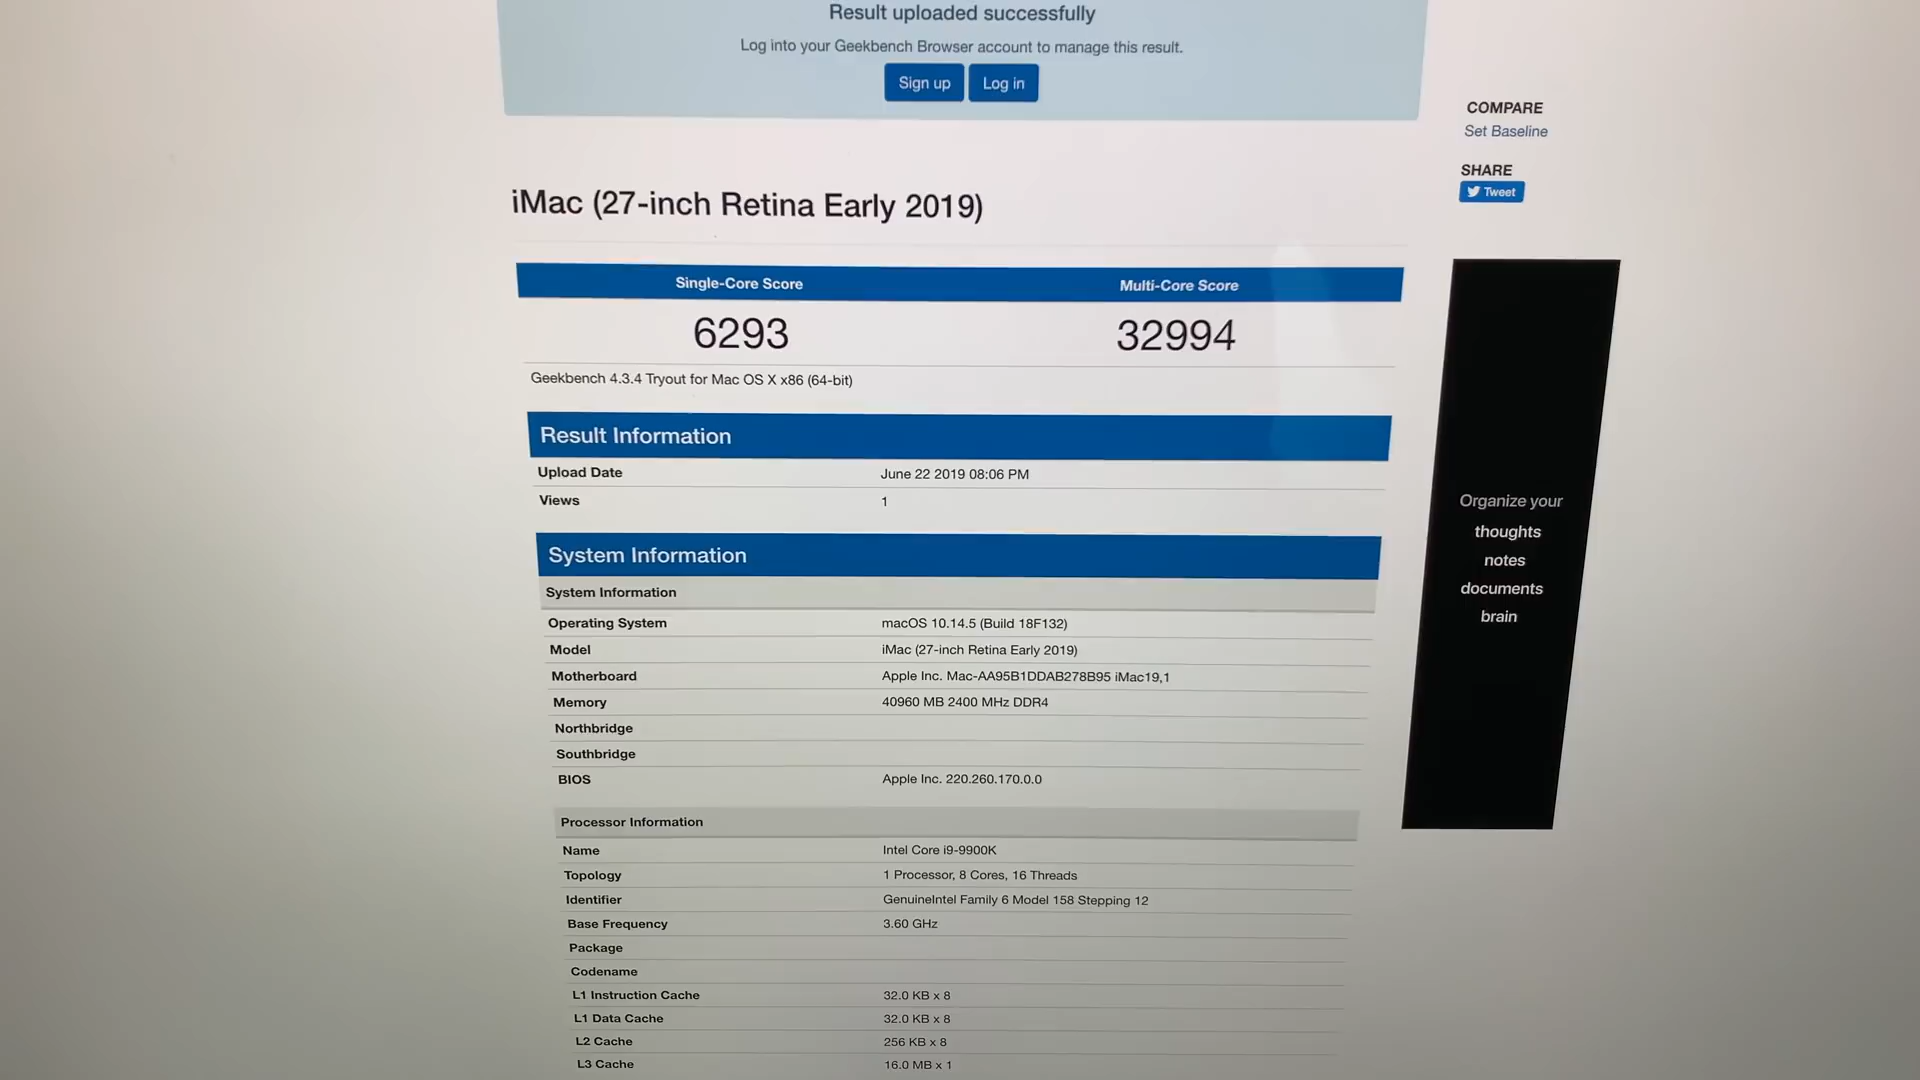 Result uploaded successfully
Log into your Geekbench Browser account to manage this result.
Sign up Log in
COMPARE
Set Baseline
SHARE
Tweet
iMac (27-inch Retina Early 2019)
Single-Core Score Multi-Core Score
6293 32994
Geekbench 4.3.4 Tryout for Mac OS X x86 (64-bit)
Result Information
Upload Date June 22 2019 08:06 PM
Views 1
System Information
System Information
Operating System macOS 10.14.5 (Build 18F132)
Model iMac (27-inch Retina Early 2019)
Motherboard Apple Inc. Mac-AA95B1DDAB278B95 iMac19,1
Memory 40960 MB 2400 MHz DDR4
Northbridge
Southbridge
BIOS Apple Inc. 220.260.170.0.0
Processor Information
Name Intel Core i9-9900K
Topology 1 Processor, 8 Cores, 16 Threads
Identifier GenuineIntel Family 6 Model 158 Stepping 12
Base Frequency 3.60 GHz
Package
Codename
L1 Instruction Cache 32.0 KB x 8
L1 Data Cache 32.0 KB x 8
L2 Cache 256 KB x 8
L3 Cache 16.0 MB x 1
Organize your
thoughts
notes
documents
brain